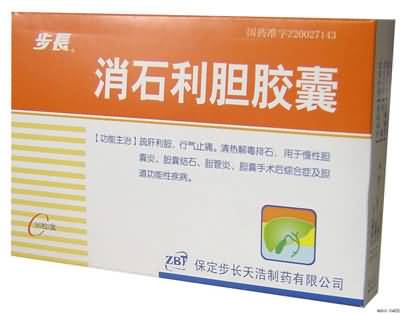 步長
国药准字Z20027143
消石利胆胶囊
【功能主治】疏肝利胆，行气止痛。清热解毒排石，用于慢性胆
囊炎、胆囊结石、胆管炎、胆囊手术后综合症及胆
道功能性疾病。
ZBT
保定步长天浩制药有限公司